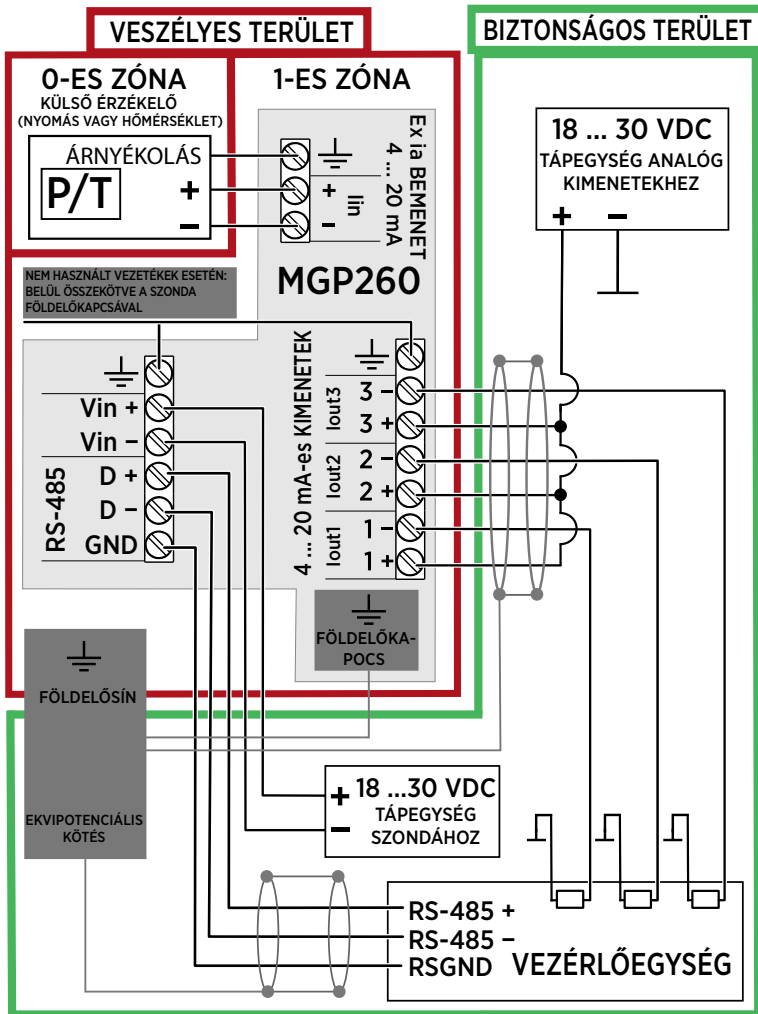 VESZÉLYES TERÜLET
BIZTONSÁGOS TERÜLET
0-ES ZÓNA
KÜLSŐ ÉRZÉKELŐ
(NYOMÁS VAGY HŐMÉRSÉKLET)
ÁRNYÉKOLÁS
P/T
+
−
1-ES ZÓNA
+
-
Iin
Ex ia BEMENET
4 ... 20 mA
MGP260
18 ... 30 VDC
TÁPEGYSÉG ANALÓG
KIMENETEKHEZ
+ −
NEM HASZNÁLT VEZETÉKEK ESETÉN:
BELÜL ÖSSZEKÖTVE A SZONDA
FÖLDELŐKAPCSÁVAL
Vin +
Vin −
RS-485
D +
D −
GND
4 ... 20 mA-es KIMENETEK
Iout3
3 −
3 +
Iout2
2 −
2 +
Iout1
1 −
1 +
FÖLDELŐKA-
POCS
FÖLDELŐSÍN
EKVIPOTENCIÁLIS
KÖTÉS
+ 18 ...30 VDC
− TÁPEGYSÉG
SZONDÁHOZ
RS-485 +
RS-485 −
RSGND
VEZÉRLŐEGYSÉG